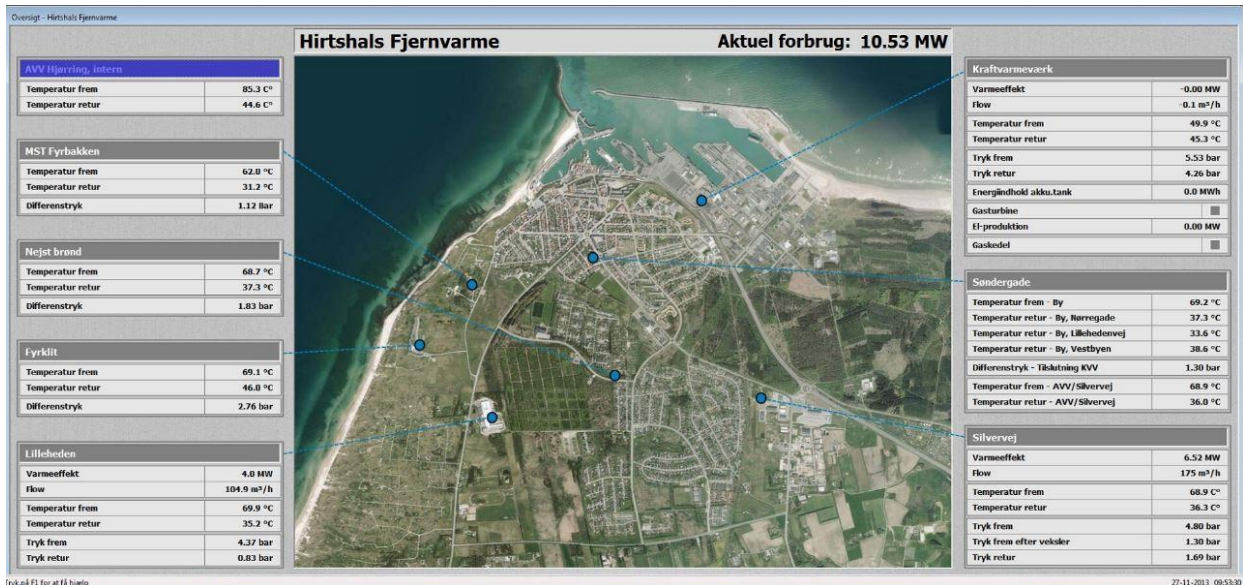 Oversigt - Hirtshals Fjernvarme
Hirtshals Fjernvarme Aktuel forbrug: 10.53 MW
AVV Hjørring, intern
Temperatur frem 85.3 C°
Temperatur retur 44.6 C°
MST Fyrbakken
Temperatur frem 62.0 °C
Temperatur retur 31.2 °C
Differenstryk 1.12 Bar
Nejst brønd
Temperatur frem 68.7 °C
Temperatur retur 37.3 °C
Differenstryk 1.83 bar
Fyrklit
Temperatur frem 69.1 °C
Temperatur retur 46.0 °C
Differenstryk 2.76 bar
Lilleheden
Varmeeffekt 4.0 MW
Flow 104.9 m³/h
Temperatur frem 69.9 °C
Temperatur retur 35.2 °C
Tryk frem 4.37 bar
Tryk retur 0.83 bar
Kraftvarmeværk
Varmeeffekt -0.00 MW
Flow -0.1 m³/h
Temperatur frem 49.9 °C
Temperatur retur 45.3 °C
Tryk frem 5.53 bar
Tryk retur 4.26 bar
Energiindhold akku.tank 0.0 MWh
Gasturbine
El-produktion 0.00 MW
Gaskedel
Søndergade
Temperatur frem - By 69.2 °C
Temperatur retur - By, Nørregade 37.3 °C
Temperatur retur - By, Lillehedenvej 33.6 °C
Temperatur retur - By, Vestbyen 38.6 °C
Differenstryk - Tilslutning KVV 1.30 bar
Temperatur frem - AVV/Silvervej 68.9 °C
Temperatur retur - AVV/Silvervej 36.0 °C
Silvervej
Varmeeffekt 6.52 MW
Flow 175 m³/h
Temperatur frem 68.9 C°
Temperatur retur 36.3 C°
Tryk frem 4.80 bar
Tryk frem efter veksler 1.30 bar
Tryk retur 1.69 bar
Tryk på F1 for at få hjælp 27-11-2013 09:53:30